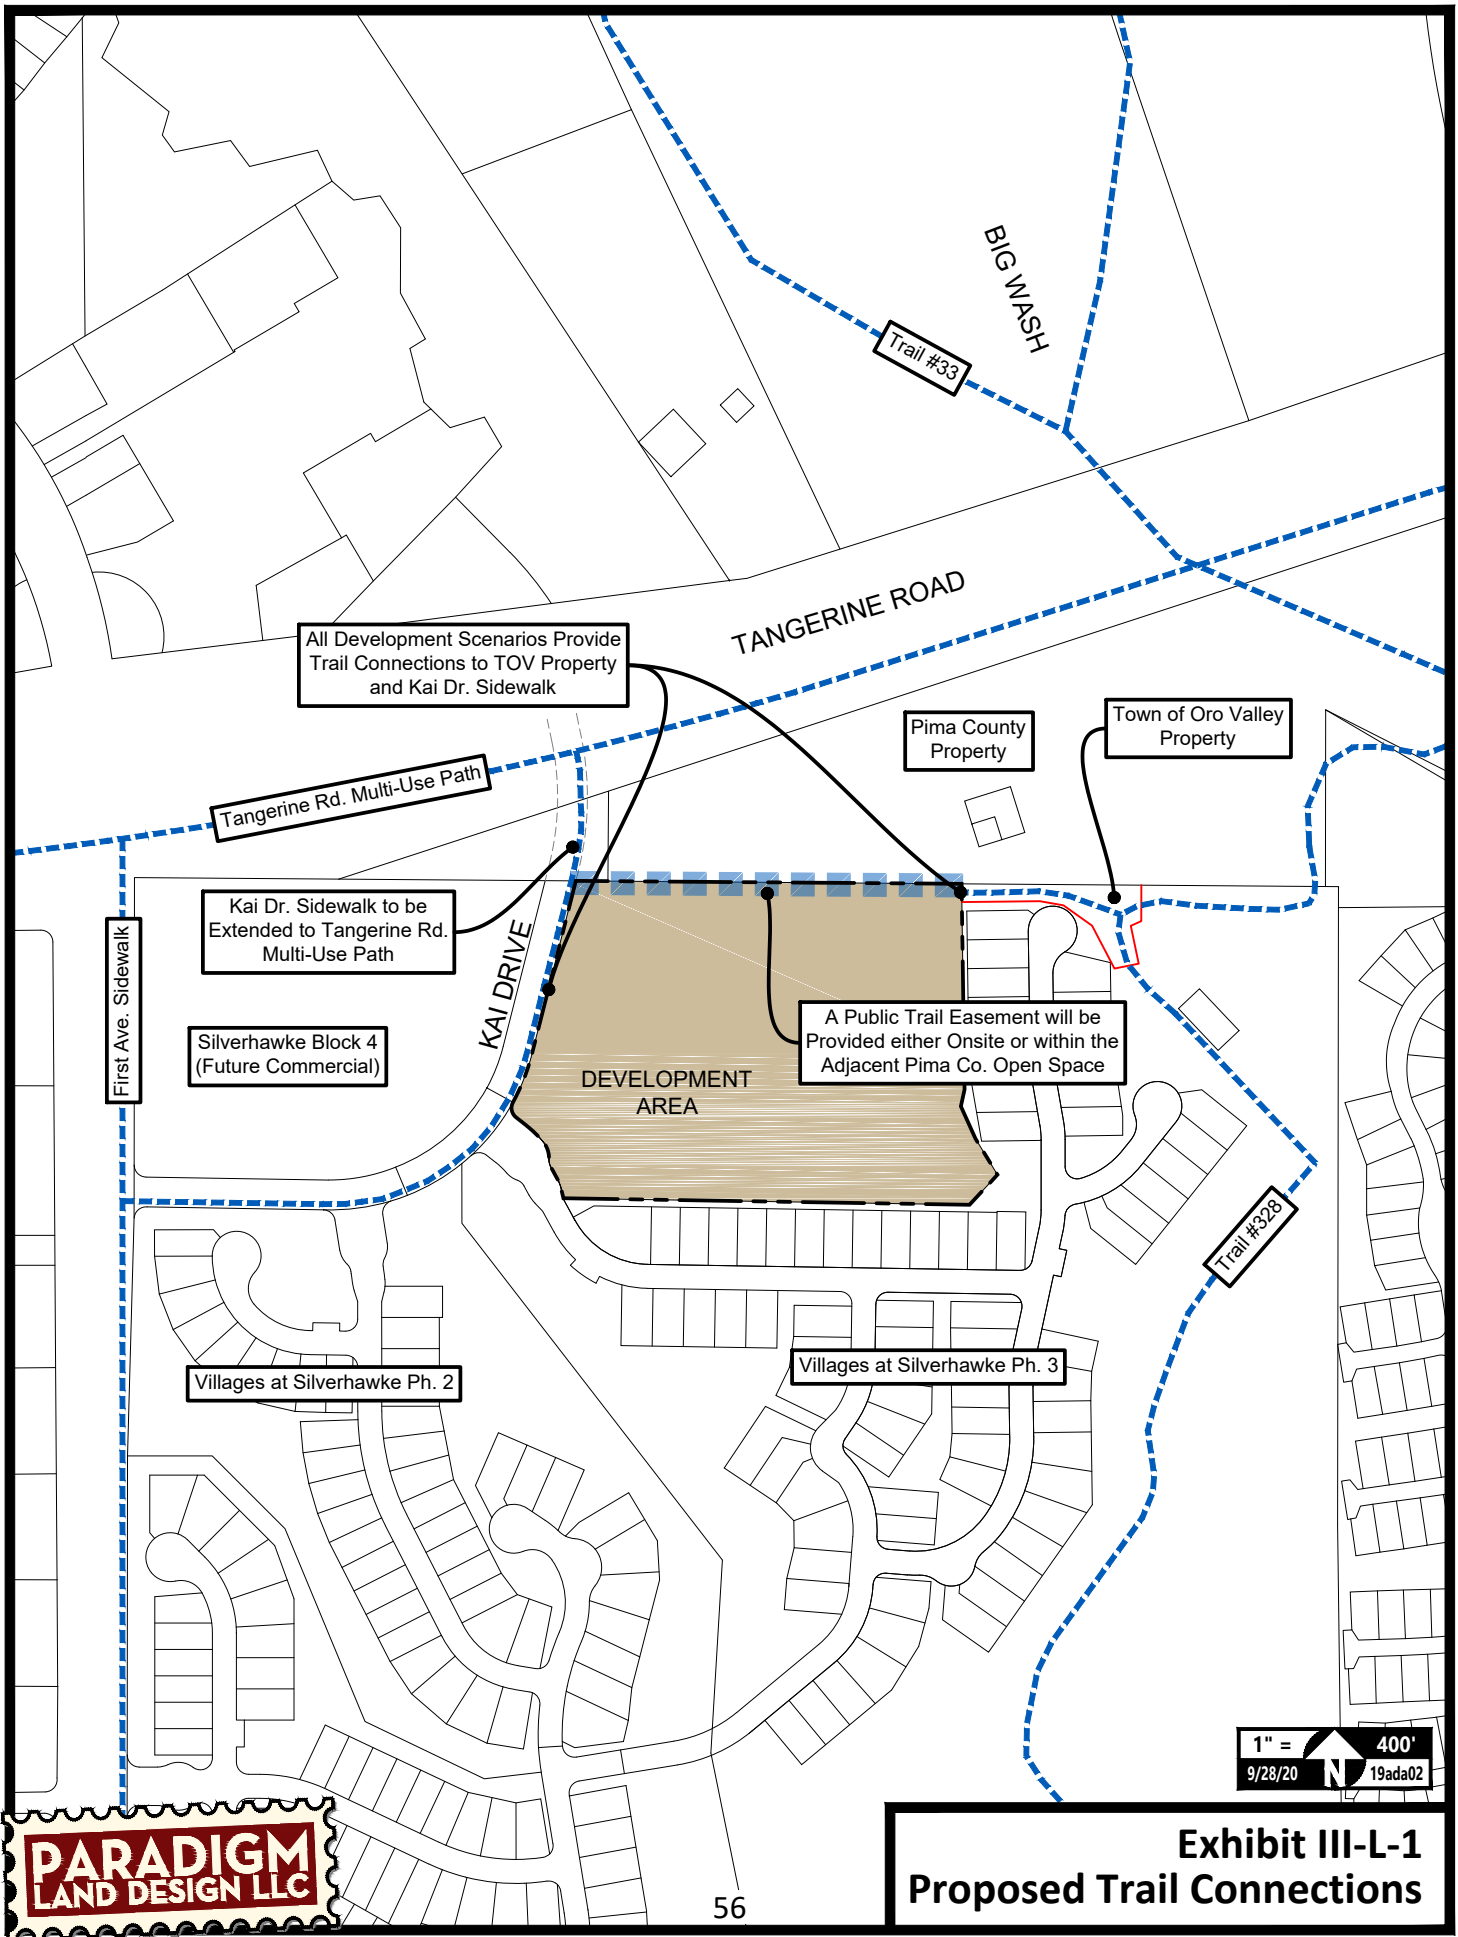 BIG WASH
Trail #33
TANGERINE ROAD
All Development Scenarios Provide
Trail Connections to TOV Property
and Kai Dr. Sidewalk
Pima County
Property
Town of Oro Valley
Property
Tangerine Rd. Multi-Use Path
Kai Dr. Sidewalk to be
Extended to Tangerine Rd.
Multi-Use Path
First Ave. Sidewalk
KAI DRIVE
Silverhawke Block 4
(Future Commercial)
A Public Trail Easement will be
Provided either Onsite or within the
Adjacent Pima Co. Open Space
DEVELOPMENT
AREA
Trail #328
Villages at Silverhawke Ph. 2
Villages at Silverhawke Ph. 3
1" = 400'
9/28/20 N 19ada02
PARADIGM
LAND DESIGN LLC
56
Exhibit III-L-1
Proposed Trail Connections